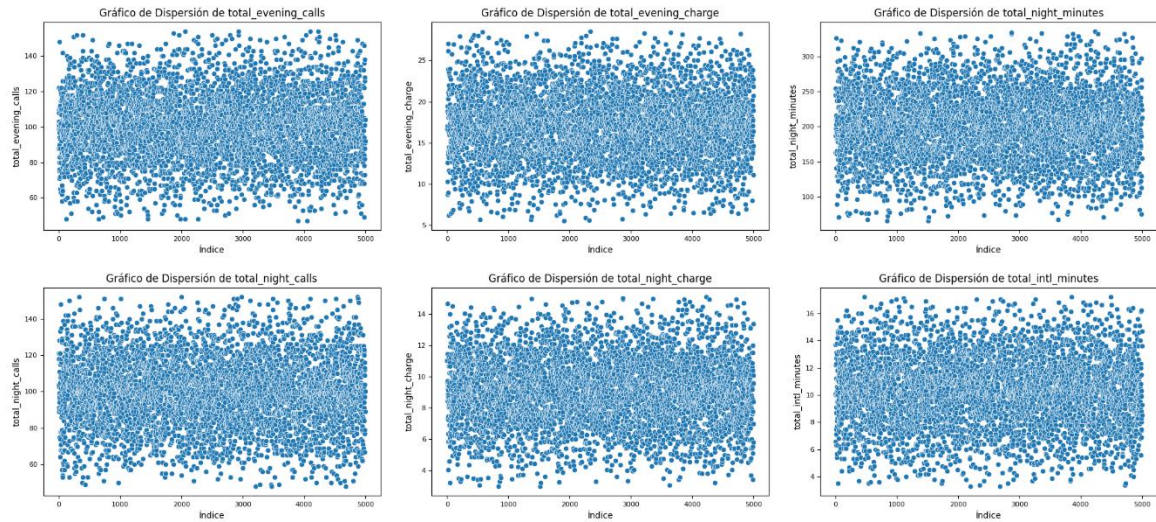 Gráfico de Dispersión de total_evening_calls
total_evening_calls
140
120
100
80
60
0 1000 2000 3000 4000 5000
Índice
Gráfico de Dispersión de total_evening_charge
total_evening_charge
25
20
15
10
5
0 1000 2000 3000 4000 5000
Índice
Gráfico de Dispersión de total_night_minutes
total_night_minutes
300
250
200
150
100
0 1000 2000 3000 4000 5000
Índice
Gráfico de Dispersión de total_night_calls
total_night_calls
140
120
100
80
60
0 1000 2000 3000 4000 5000
Índice
Gráfico de Dispersión de total_night_charge
total_night_charge
14
12
10
8
6
4
0 1000 2000 3000 4000 5000
Índice
Gráfico de Dispersión de total_intl_minutes
total_intl_minutes
16
14
12
10
8
6
4
0 1000 2000 3000 4000 5000
Índice